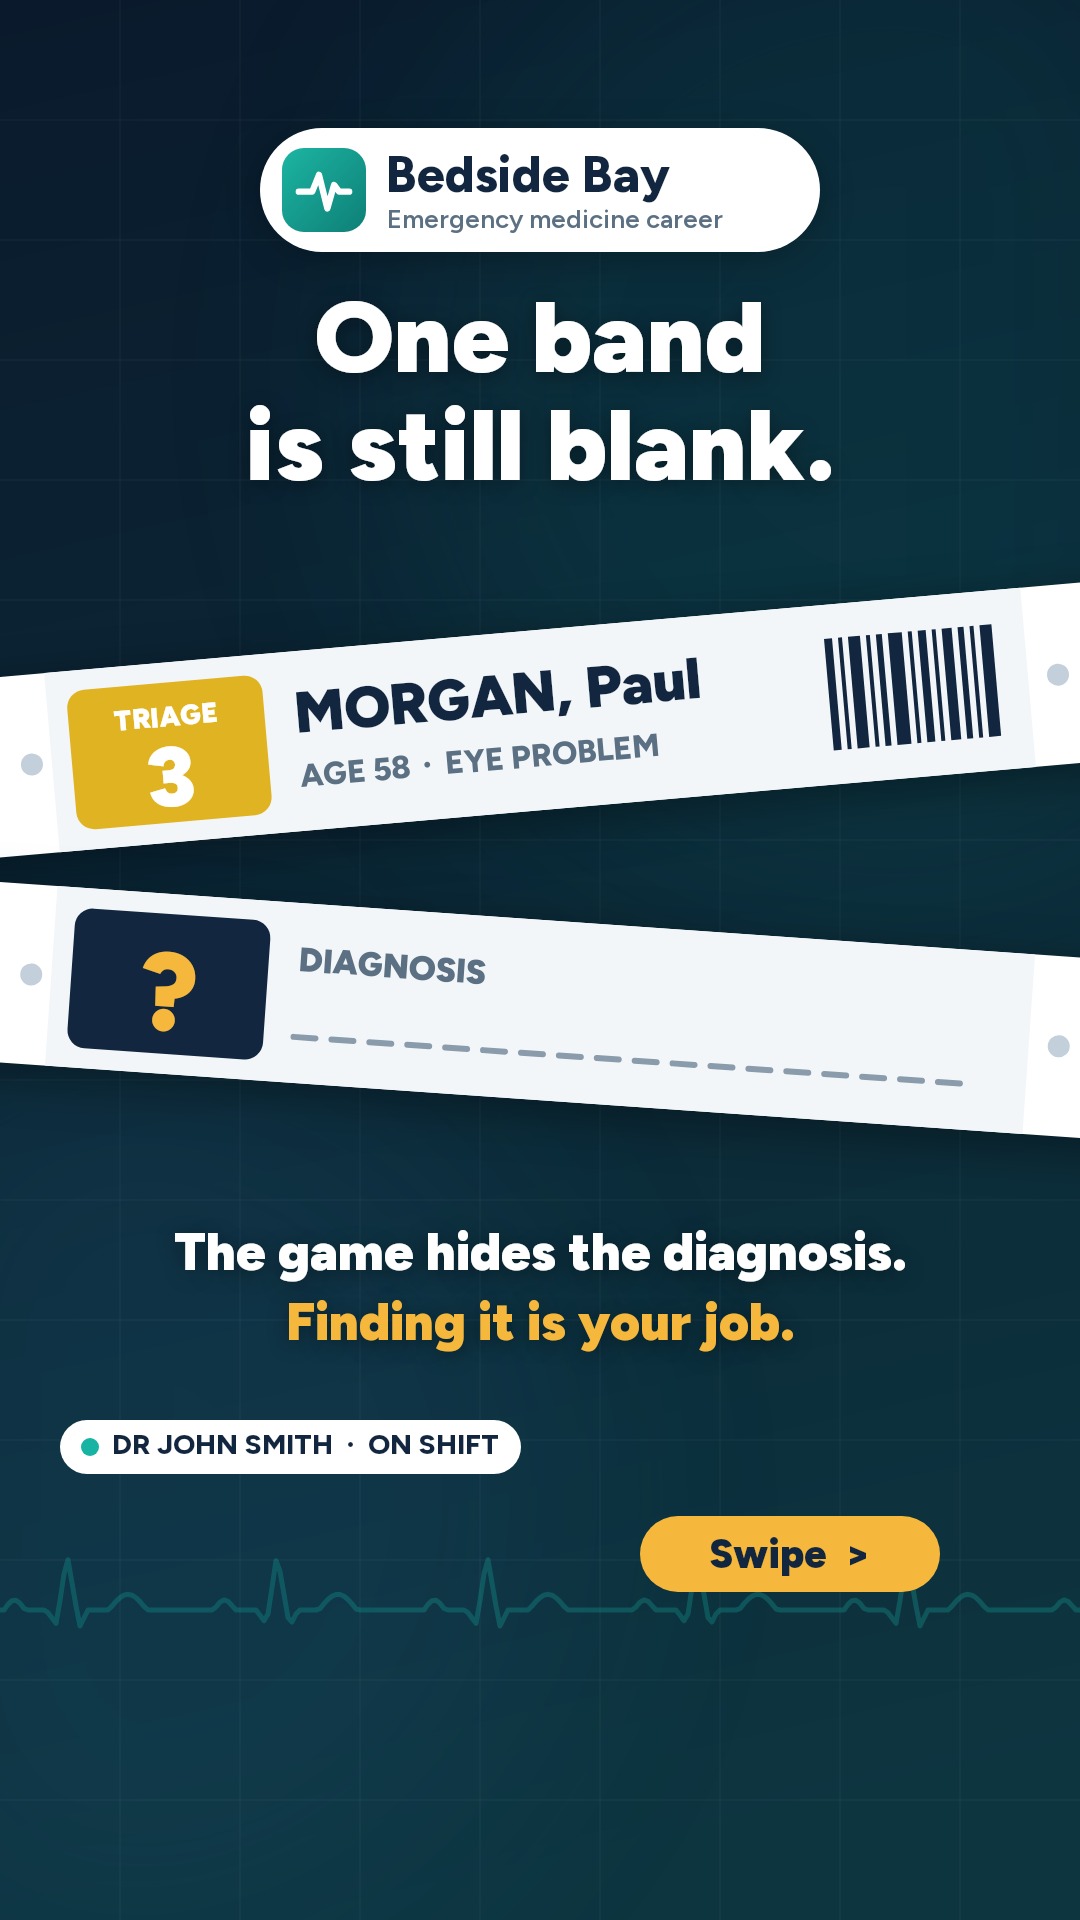 Bedside Bay
Emergency medicine career
One band
is still blank.
TRIAGE
3
MORGAN, Paul
AGE 58 · EYE PROBLEM
?
DIAGNOSIS
The game hides the diagnosis.
Finding it is your job.
DR JOHN SMITH · ON SHIFT
Swipe >